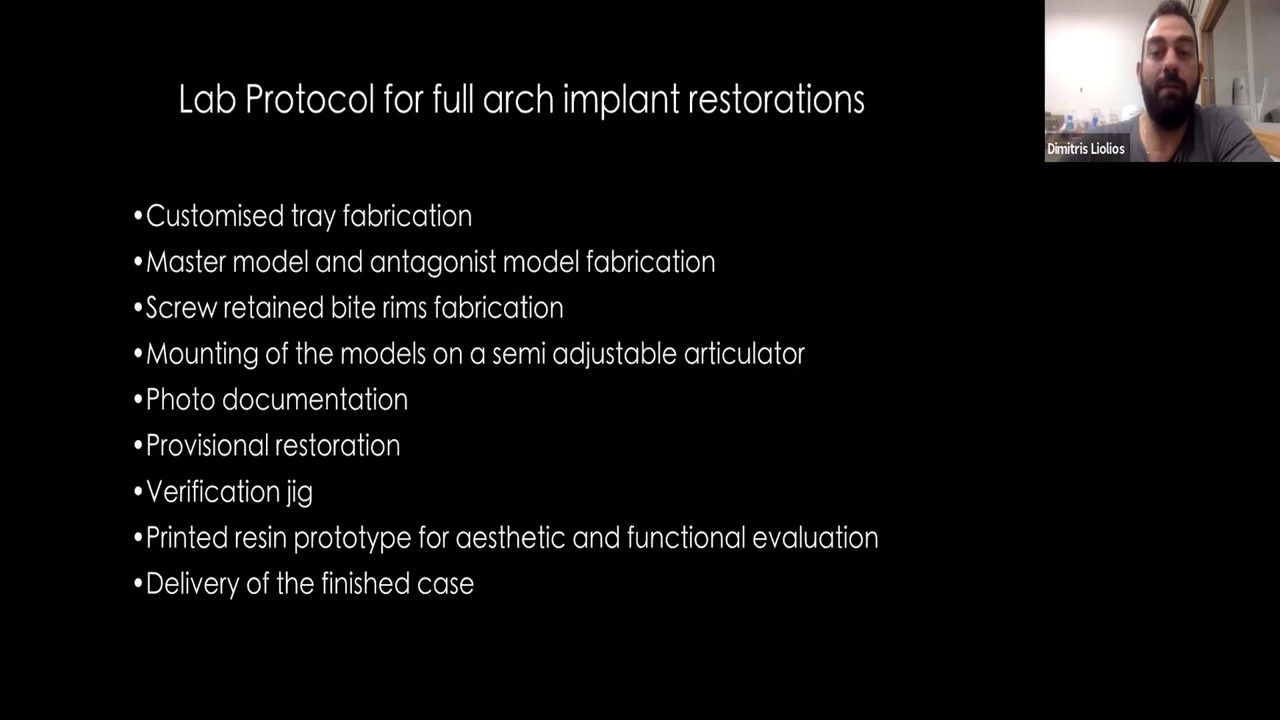 Lab Protocol for full arch implant restorations
Dimitris Liolios
•Customised tray fabrication
•Master model and antagonist model fabrication
•Screw retained bite rims fabrication
•Mounting of the models on a semi adjustable articulator
•Photo documentation
•Provisional restoration
•Verification jig
•Printed resin prototype for aesthetic and functional evaluation
•Delivery of the finished case